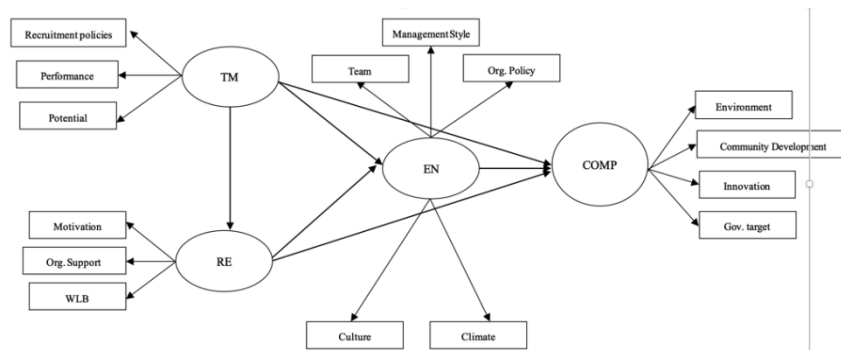 Management Style
Recruitment policies
Team
Org. Policy
Performance
TM
Potential
Environment
Community Development
EN
COMP
Innovation
Gov. target
Motivation
Org. Support
RE
WLB
Culture
Climate